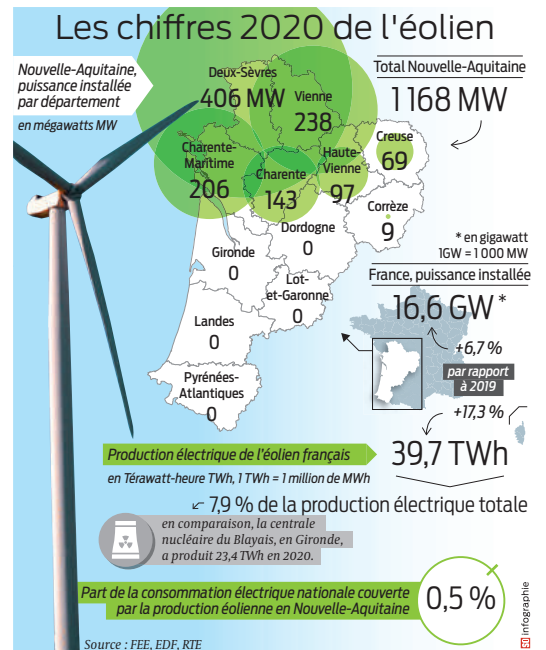 Les chiffres 2020 de l'éolien
Nouvelle-Aquitaine,
puissance installée
par département
en mégawatts MW
Deux-Sèvres
406 MW
Vienne
238
Total Nouvelle-Aquitaine
1 168 MW
Charente-
Maritime
206
Charente
143
Haute-
Vienne
97
Creuse
69
Corrèze
9
Dordogne
0
Gironde
0
Lot-
et-Garonne
0
Landes
0
Pyrénées-
Atlantiques
0
* en gigawatt
1GW = 1 000 MW
France, puissance installée
16,6 GW *
+6,7 %
par rapport
à 2019
+17,3 %
Production électrique de l'éolien français
en Térawatt-heure TWh, 1 TWh = 1 million de MWh
39,7 TWh
7,9 % de la production électrique totale
en comparaison, la centrale
nucléaire du Blayais, en Gironde,
a produit 23,4 TWh en 2020.
Part de la consommation électrique nationale couverte
par la production éolienne en Nouvelle-Aquitaine
0,5 %
Source : FEE, EDF, RTE
SO infographie